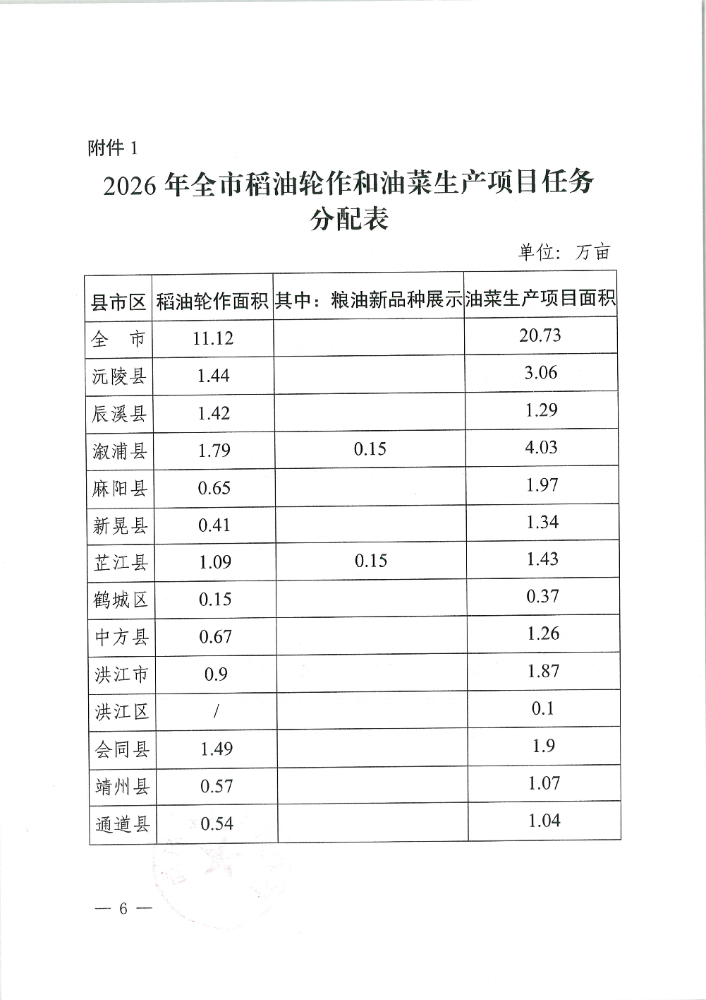 附件 1
2026 年全市稻油轮作和油菜生产项目任务
分配表
单位: 万亩
县市区 稻油轮作面积 其中: 粮油新品种展示 油菜生产项目面积
全 市 11.12 20.73
沅陵县 1.44 3.06
辰溪县 1.42 1.29
溆浦县 1.79 0.15 4.03
麻阳县 0.65 1.97
新晃县 0.41 1.34
芷江县 1.09 0.15 1.43
鹤城区 0.15 0.37
中方县 0.67 1.26
洪江市 0.9 1.87
洪江区 / 0.1
会同县 1.49 1.9
靖州县 0.57 1.07
通道县 0.54 1.04
— 6 —